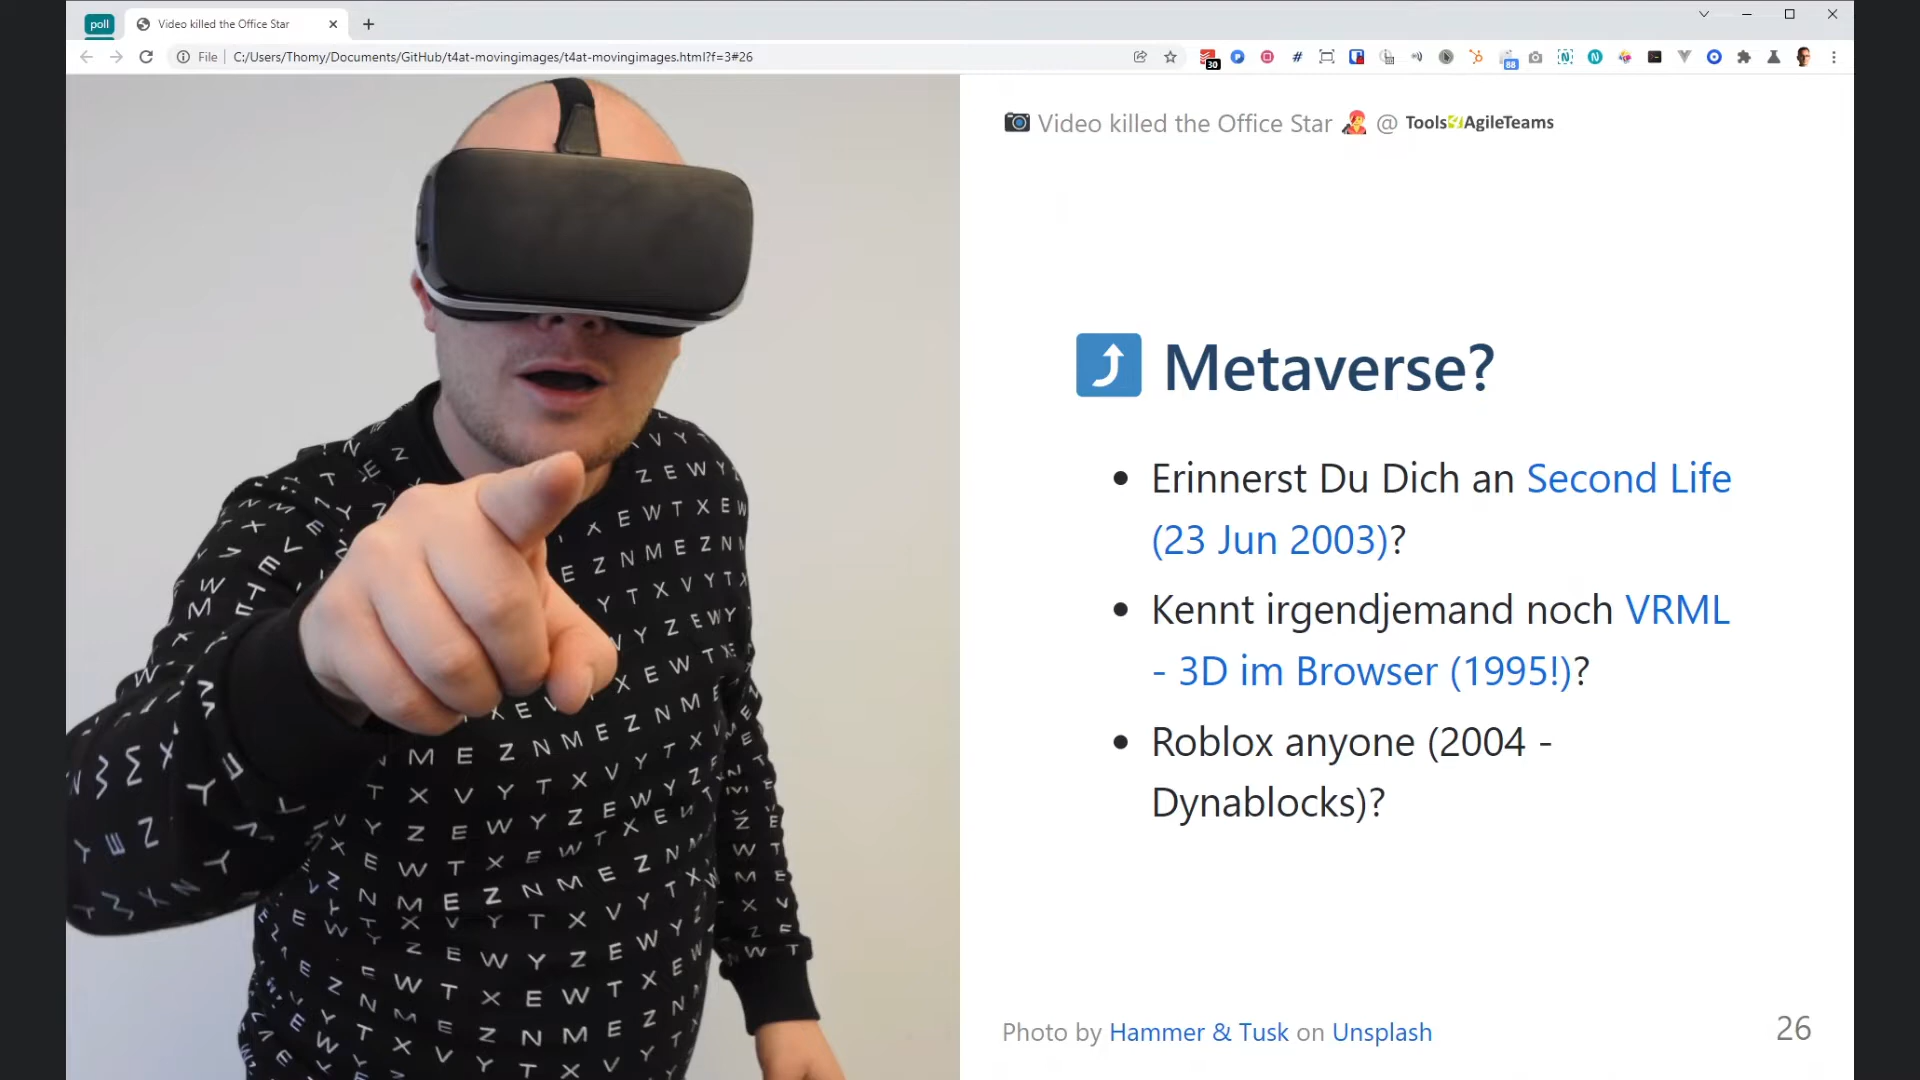 poll
Video killed the Office Star
File
C:/Users/Thomy/Documents/GitHub/t4at-movingimages/t4at-movingimages.html?f=3#26
30
88
Video killed the Office Star @ Tools4AgileTeams
Metaverse?
• Erinnerst Du Dich an Second Life
(23 Jun 2003)?
• Kennt irgendjemand noch VRML
- 3D im Browser (1995!)?
• Roblox anyone (2004 -
Dynablocks)?
Photo by Hammer & Tusk on Unsplash
26